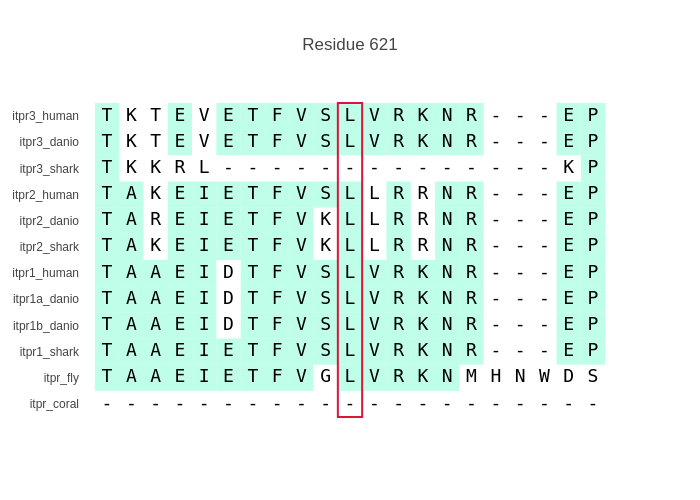 Residue 621
itpr3_human T K T E V E T F V S L V R K N R - - - E P
itpr3_danio T K T E V E T F V S L V R K N R - - - E P
itpr3_shark T K K R L - - - - - - - - - - - - - - K P
itpr2_human T A K E I E T F V S L L R R N R - - - E P
itpr2_danio T A R E I E T F V K L L R R N R - - - E P
itpr2_shark T A K E I E T F V K L L R R N R - - - E P
itpr1_human T A A E I D T F V S L V R K N R - - - E P
itpr1a_danio T A A E I D T F V S L V R K N R - - - E P
itpr1b_danio T A A E I D T F V S L V R K N R - - - E P
itpr1_shark T A A E I E T F V S L V R K N R - - - E P
itpr_fly T A A E I E T F V G L V R K N M H N W D S
itpr_coral - - - - - - - - - - - - - - - - - - - - -